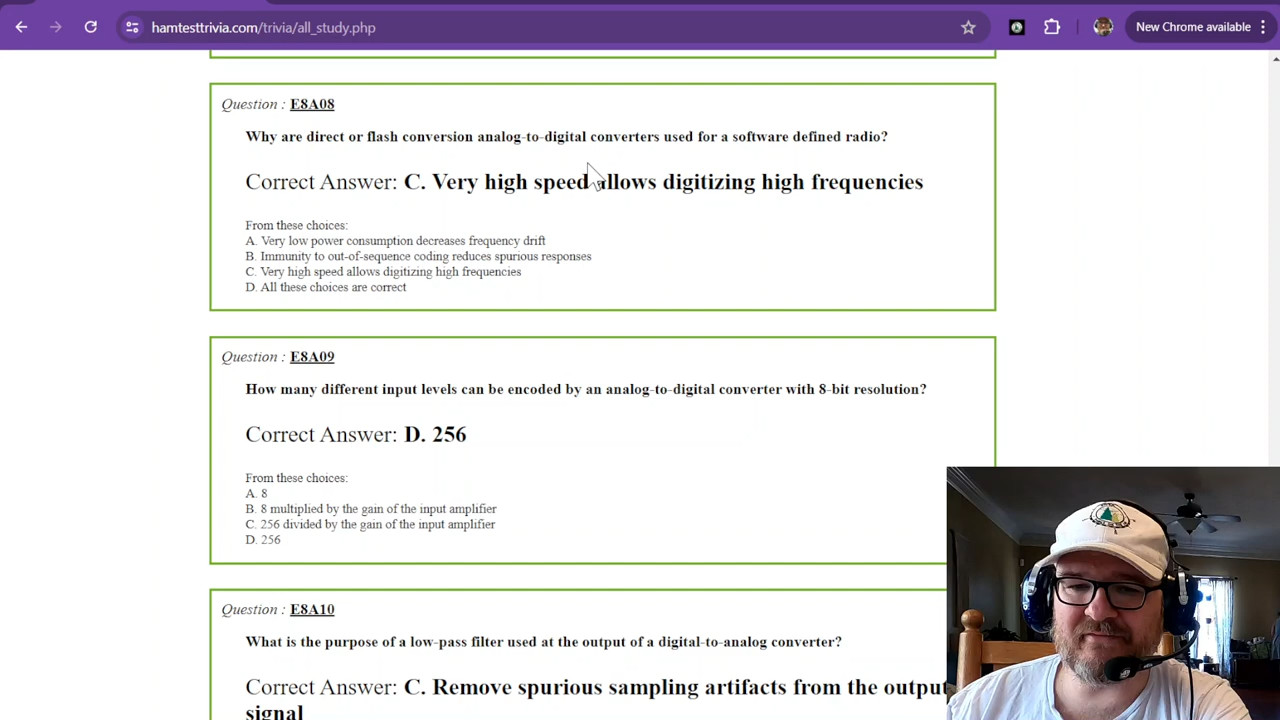 hamtesttrivia.com/trivia/all_study.php
New Chrome available
Question : E8A08
Why are direct or flash conversion analog-to-digital converters used for a software defined radio?
Correct Answer: C. Very high speed allows digitizing high frequencies
From these choices:
A. Very low power consumption decreases frequency drift
B. Immunity to out-of-sequence coding reduces spurious responses
C. Very high speed allows digitizing high frequencies
D. All these choices are correct
Question : E8A09
How many different input levels can be encoded by an analog-to-digital converter with 8-bit resolution?
Correct Answer: D. 256
From these choices:
A. 8
B. 8 multiplied by the gain of the input amplifier
C. 256 divided by the gain of the input amplifier
D. 256
Question : E8A10
What is the purpose of a low-pass filter used at the output of a digital-to-analog converter?
Correct Answer: C. Remove spurious sampling artifacts from the output
signal